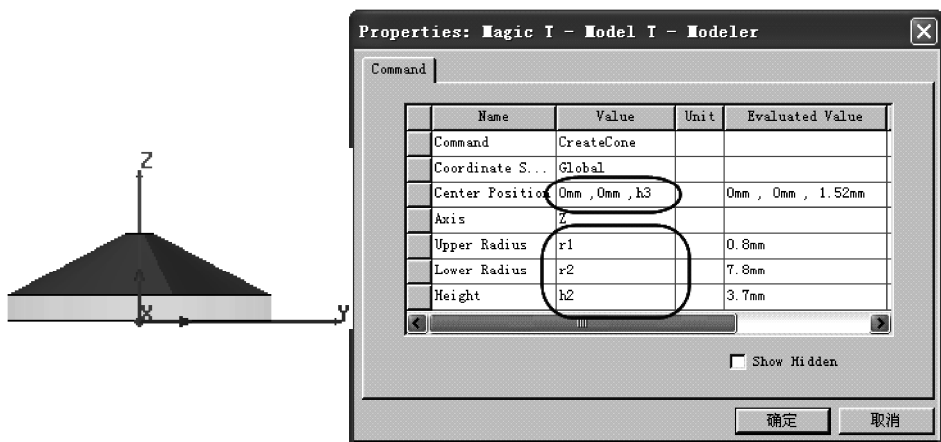 Properties: Magic T - Model T - Modeler
Command
Name Value Unit Evaluated Value
Command CreateCone
Coordinate S... Global
Center Position 0mm ,0mm ,h3 0mm , 0mm , 1.52mm
Axis Z
Upper Radius r1 0.8mm
Lower Radius r2 7.8mm
Height h2 3.7mm
Show Hidden
确定 取消
Z
X
Y